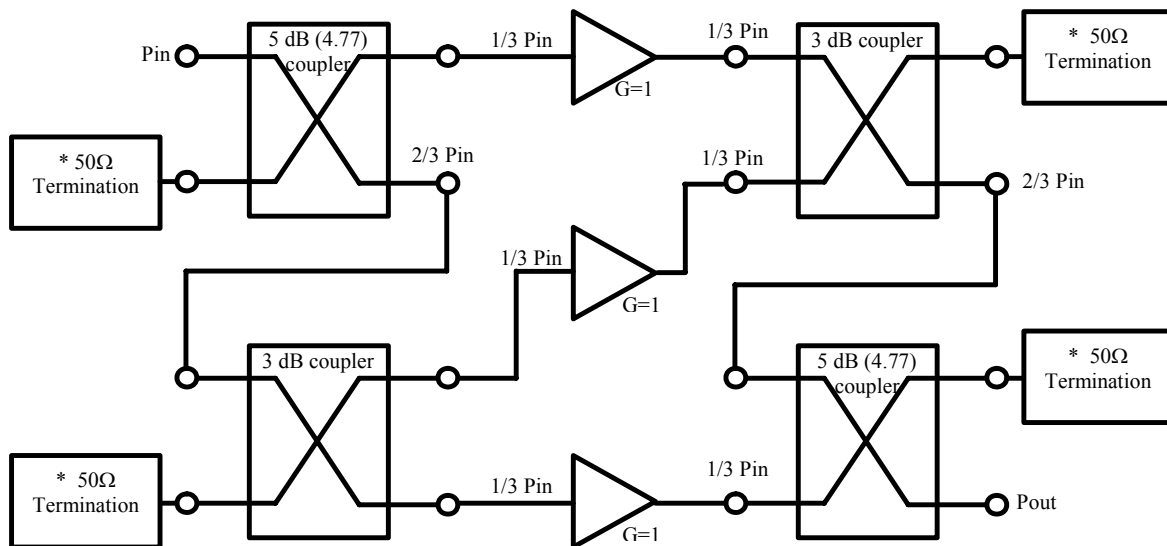 5 dB (4.77)
coupler
1/3 Pin
1/3 Pin
3 dB coupler
* 50Ω
Termination
Pin
G=1
* 50Ω
Termination
2/3 Pin
1/3 Pin
2/3 Pin
1/3 Pin
G=1
3 dB coupler
5 dB (4.77)
coupler
* 50Ω
Termination
* 50Ω
Termination
1/3 Pin
1/3 Pin
Pout
G=1